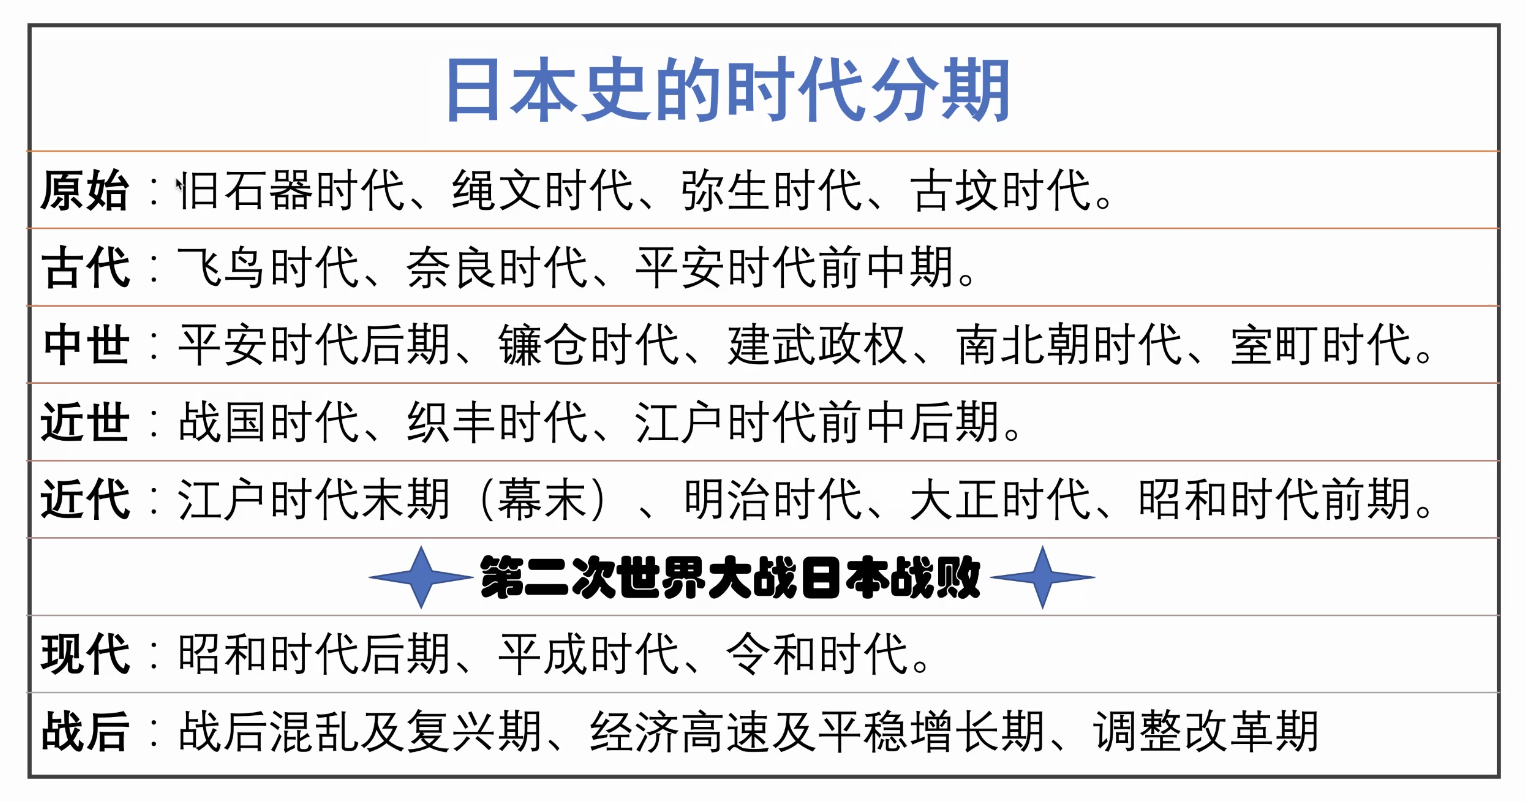 日本史的时代分期
原始：旧石器时代、绳文时代、弥生时代、古坟时代。
古代：飞鸟时代、奈良时代、平安时代前中期。
中世：平安时代后期、镰仓时代、建武政权、南北朝时代、室町时代。
近世：战国时代、织丰时代、江户时代前中后期。
近代：江户时代末期（幕末）、明治时代、大正时代、昭和时代前期。
第二次世界大战日本战败
现代：昭和时代后期、平成时代、令和时代。
战后：战后混乱及复兴期、经济高速及平稳增长期、调整改革期